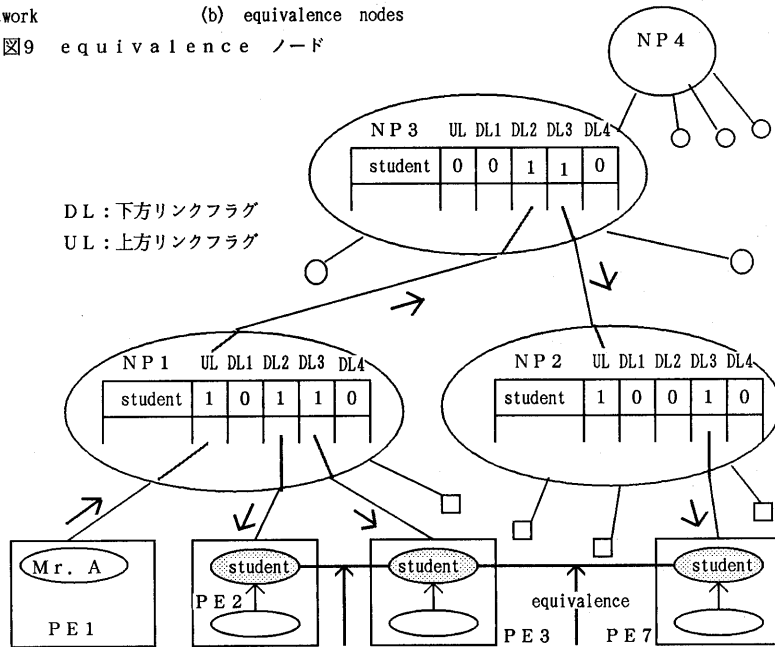 work (b) equivalence nodes
図9 equivalence ノード
NP4
NP3 UL DL1 DL2 DL3 DL4
student 0 0 1 1 0
DL:下方リンクフラグ
UL:上方リンクフラグ
NP1 UL DL1 DL2 DL3 DL4
student 1 0 1 1 0
NP2 UL DL1 DL2 DL3 DL4
student 1 0 0 1 0
Mr. A
PE1
student
PE2
student
equivalence
PE3
student
PE7